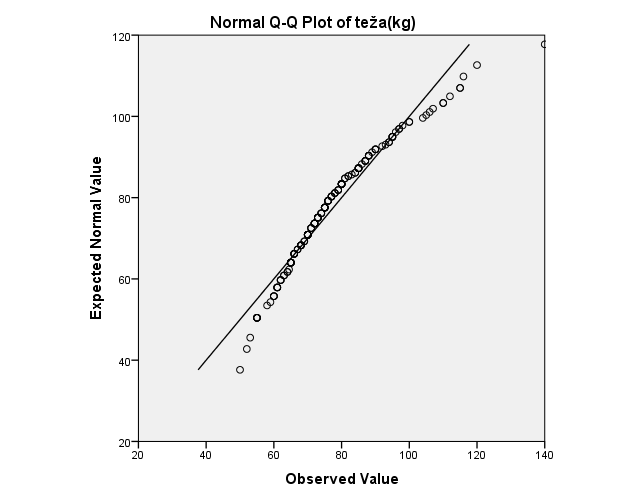 Normal Q-Q Plot of teža(kg)
120
100
80
60
40
20
Expected Normal Value
20 40 60 80 100 120 140
Observed Value